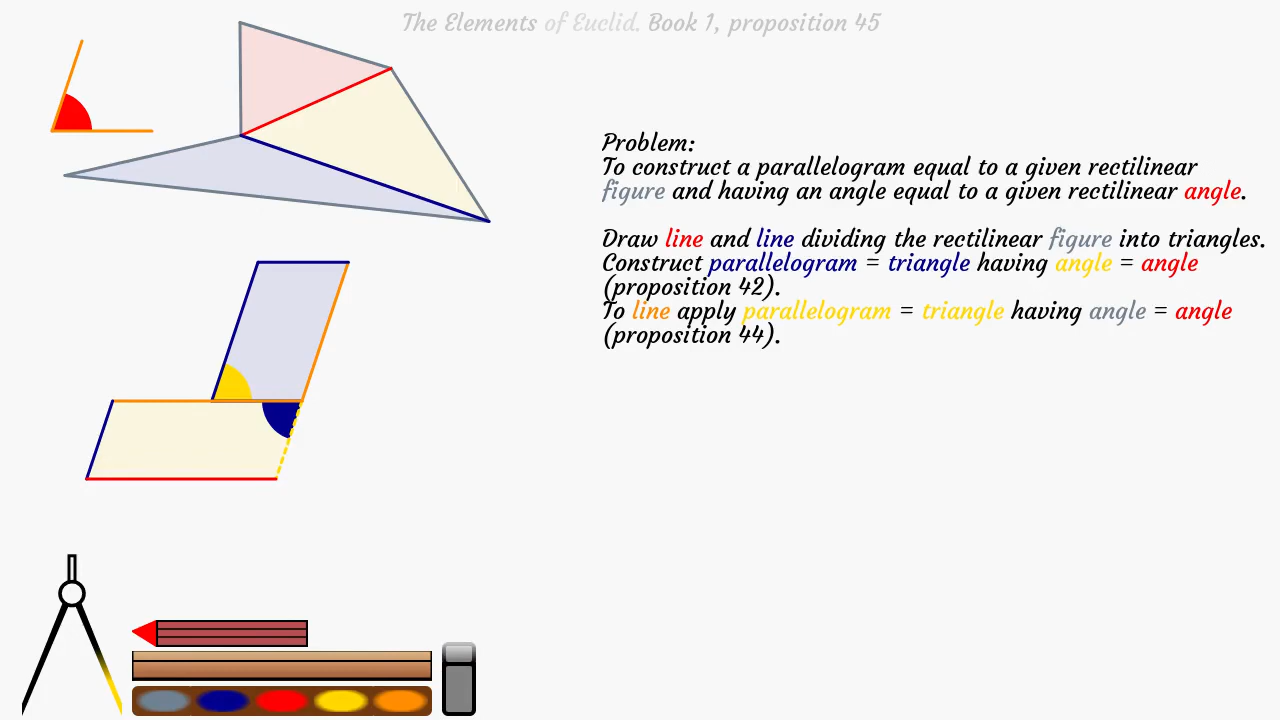 The Elements of Euclid. Book 1, proposition 45
Problem:
To construct a parallelogram equal to a given rectilinear
figure and having an angle equal to a given rectilinear angle.
Draw line and line dividing the rectilinear figure into triangles.
Construct parallelogram = triangle having angle = angle
(proposition 42).
To line apply parallelogram = triangle having angle = angle
(proposition 44).